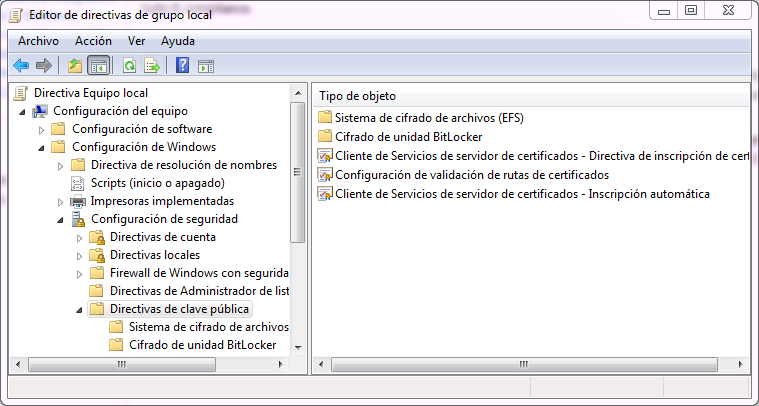 Editor de directivas de grupo local
Archivo Acción Ver Ayuda
Directiva Equipo local
Configuración del equipo
Configuración de software
Configuración de Windows
Directiva de resolución de nombres
Scripts (inicio o apagado)
Impresoras implementadas
Configuración de seguridad
Directivas de cuenta
Directivas locales
Firewall de Windows con segurida
Directivas de Administrador de list
Directivas de clave pública
Sistema de cifrado de archivos
Cifrado de unidad BitLocker
Tipo de objeto
Sistema de cifrado de archivos (EFS)
Cifrado de unidad BitLocker
Cliente de Servicios de servidor de certificados - Directiva de inscripción de cert
Configuración de validación de rutas de certificados
Cliente de Servicios de servidor de certificados - Inscripción automática